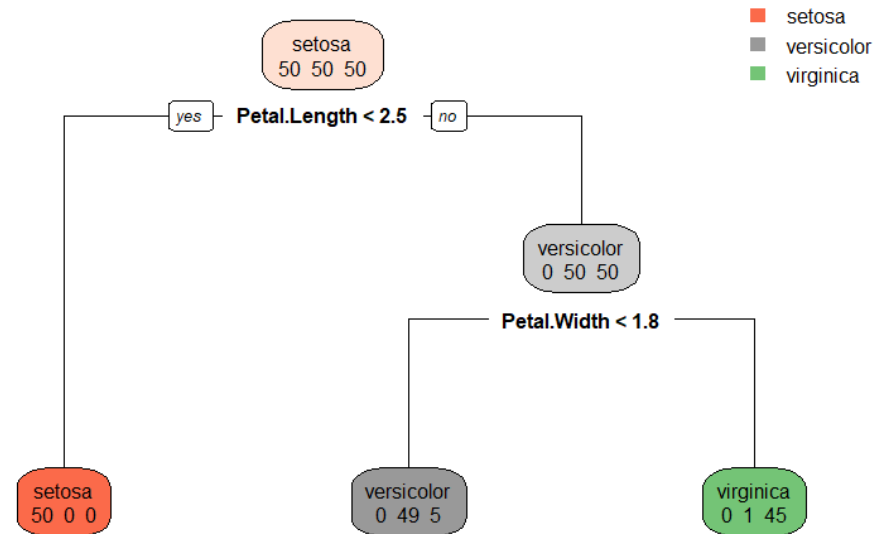 setosa
versicolor
virginica
setosa
50 50 50
yes Petal.Length < 2.5 no
versicolor
0 50 50
Petal.Width < 1.8
setosa
50 0 0
versicolor
0 49 5
virginica
0 1 45